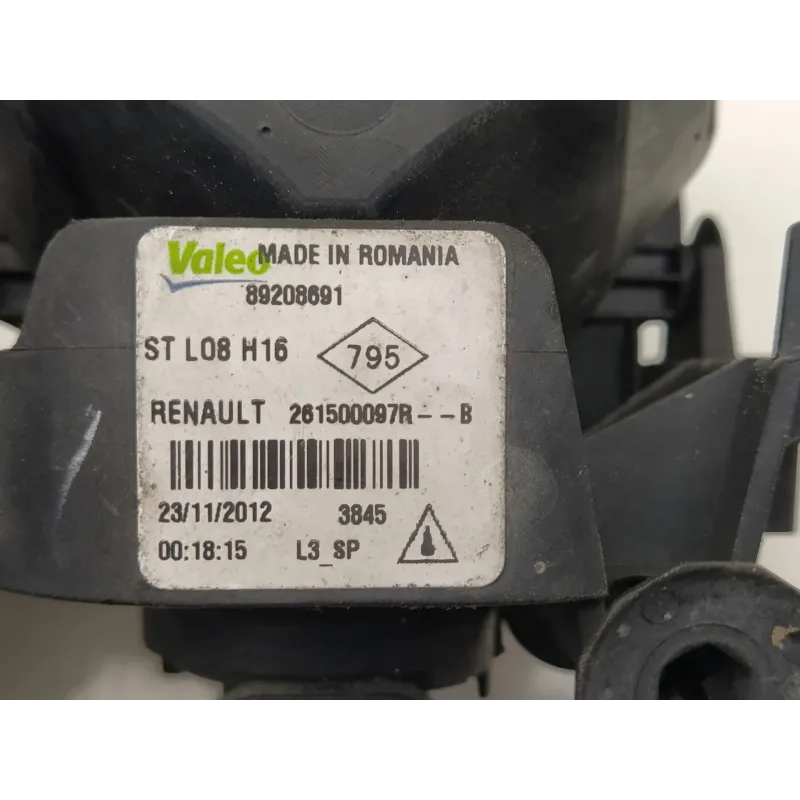 Valeo MADE IN ROMANIA
89208691
ST L08 H16 795
RENAULT 261500097R--B
23/11/2012 3845
00:18:15 L3_SP